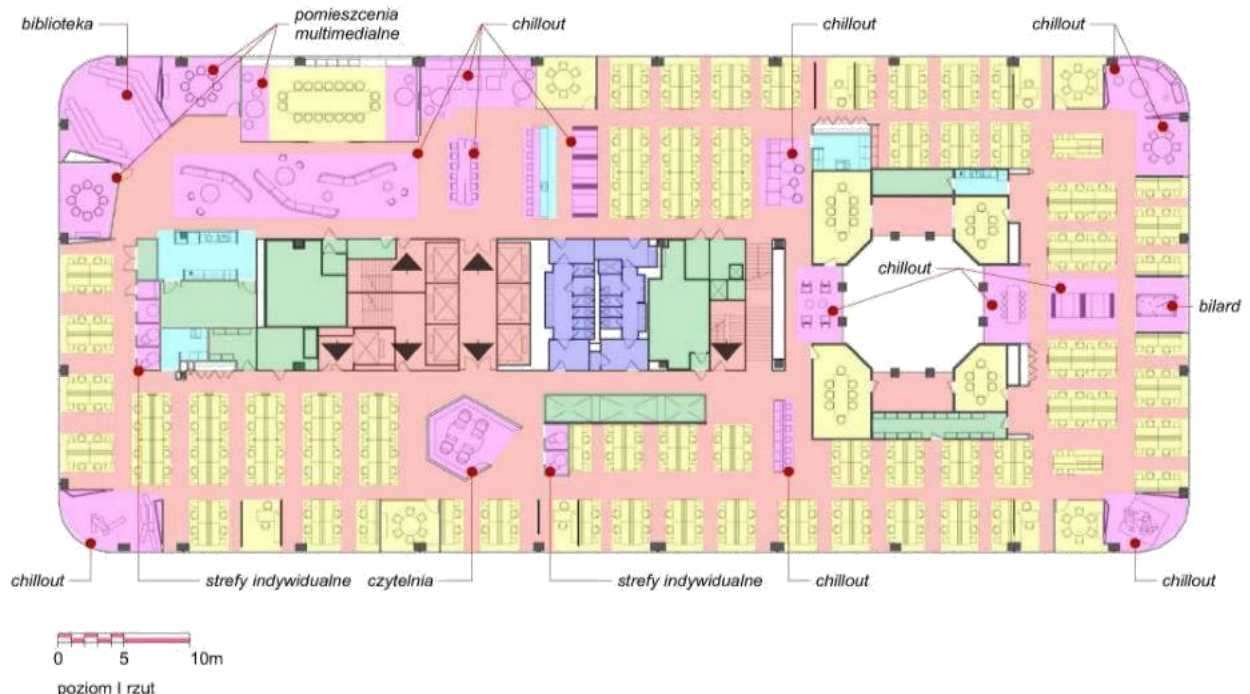 biblioteka
pomieszcenia
multimedialne
chillout
chillout
chillout
chillout
bilard
chillout
strefy indywidualne
czytelnia
strefy indywidualne
chillout
chillout
0 5 10m
poziom I rzut